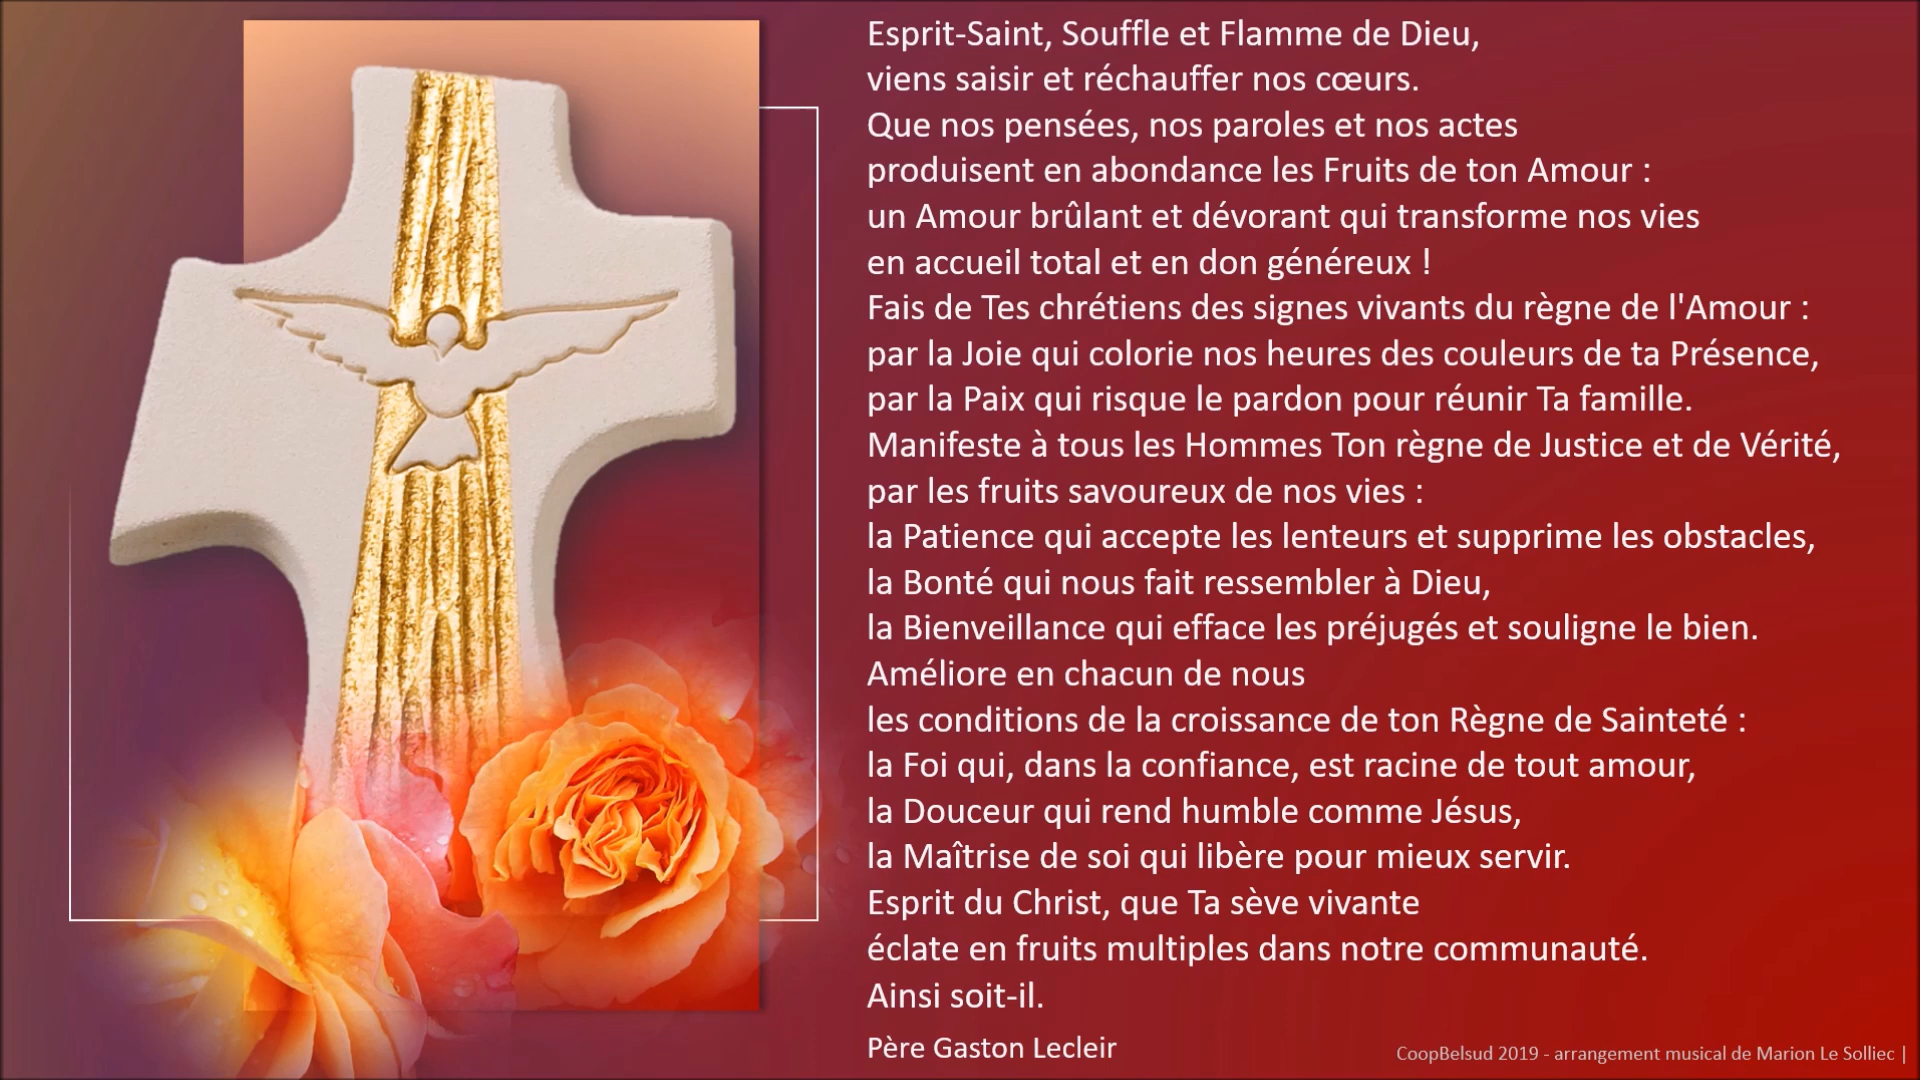 Esprit-Saint, Souffle et Flamme de Dieu,
viens saisir et réchauffer nos cœurs.
Que nos pensées, nos paroles et nos actes
produisent en abondance les Fruits de ton Amour :
un Amour brûlant et dévorant qui transforme nos vies
en accueil total et en don généreux !
Fais de Tes chrétiens des signes vivants du règne de l'Amour :
par la Joie qui colorie nos heures des couleurs de ta Présence,
par la Paix qui risque le pardon pour réunir Ta famille.
Manifeste à tous les Hommes Ton règne de Justice et de Vérité,
par les fruits savoureux de nos vies :
la Patience qui accepte les lenteurs et supprime les obstacles,
la Bonté qui nous fait ressembler à Dieu,
la Bienveillance qui efface les préjugés et souligne le bien.
Améliore en chacun de nous
les conditions de la croissance de ton Règne de Sainteté :
la Foi qui, dans la confiance, est racine de tout amour,
la Douceur qui rend humble comme Jésus,
la Maîtrise de soi qui libère pour mieux servir.
Esprit du Christ, que Ta sève vivante
éclate en fruits multiples dans notre communauté.
Ainsi soit-il.
Père Gaston Lecleir
CoopBelsud 2019 - arrangement musical de Marion Le Solliec |